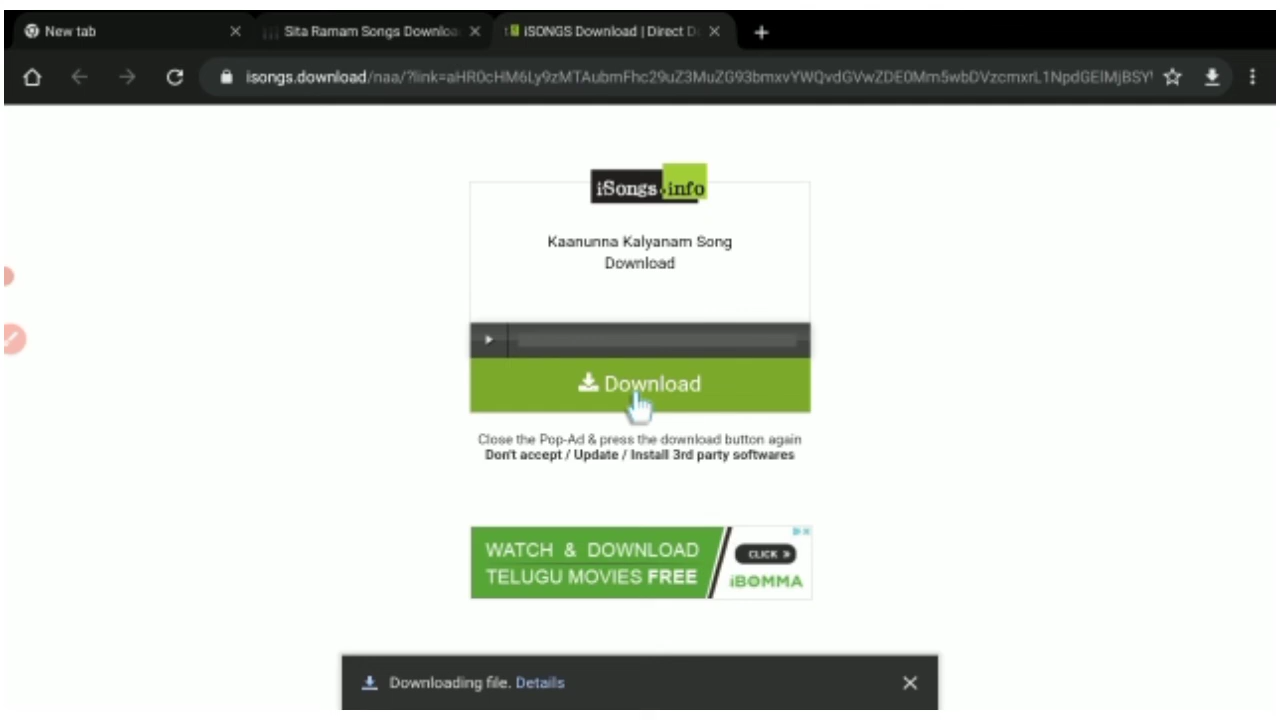 New tab
Sita Ramam Songs Downloa
iSONGS Download | Direct D
isongs.download/naa/?link=
iSongs.info
Kaanunna Kalyanam Song
Download
Download
Close the Pop-Ad & press the download button again
Don't accept / Update / Install 3rd party softwares
WATCH & DOWNLOAD
TELUGU MOVIES FREE
CLICK »
iBOMMA
Downloading file. Details